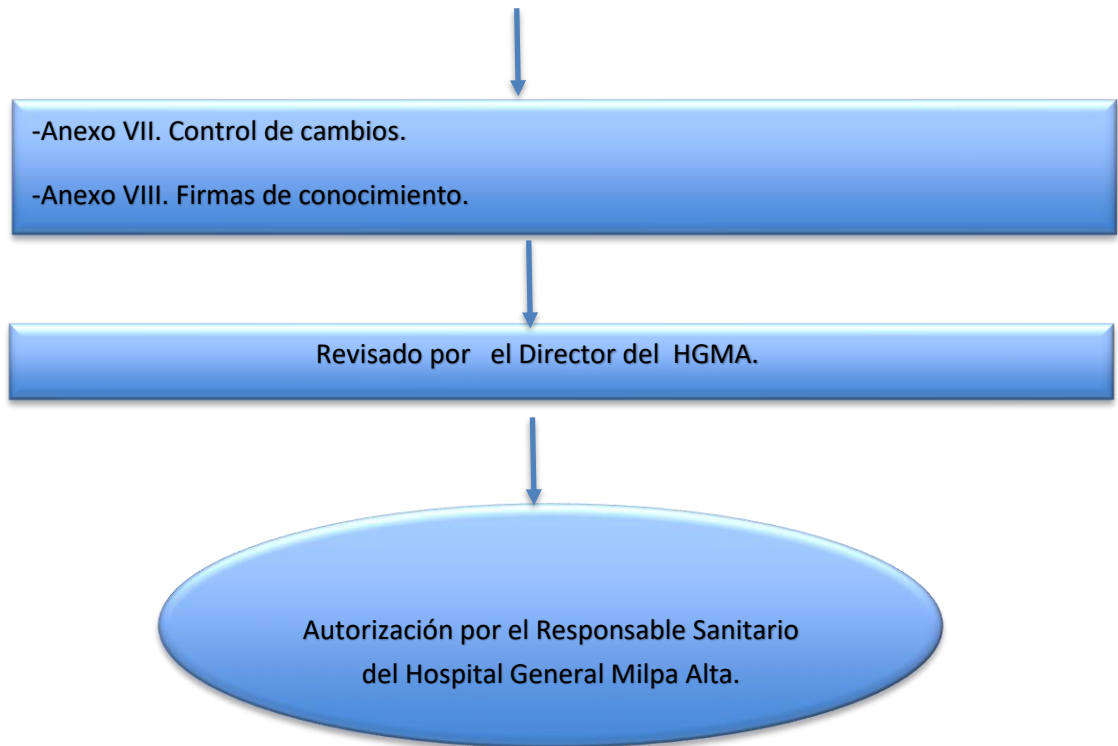 -Anexo VII. Control de cambios.
-Anexo VIII. Firmas de conocimiento.
Revisado por el Director del HGMA.
Autorización por el Responsable Sanitario
del Hospital General Milpa Alta.